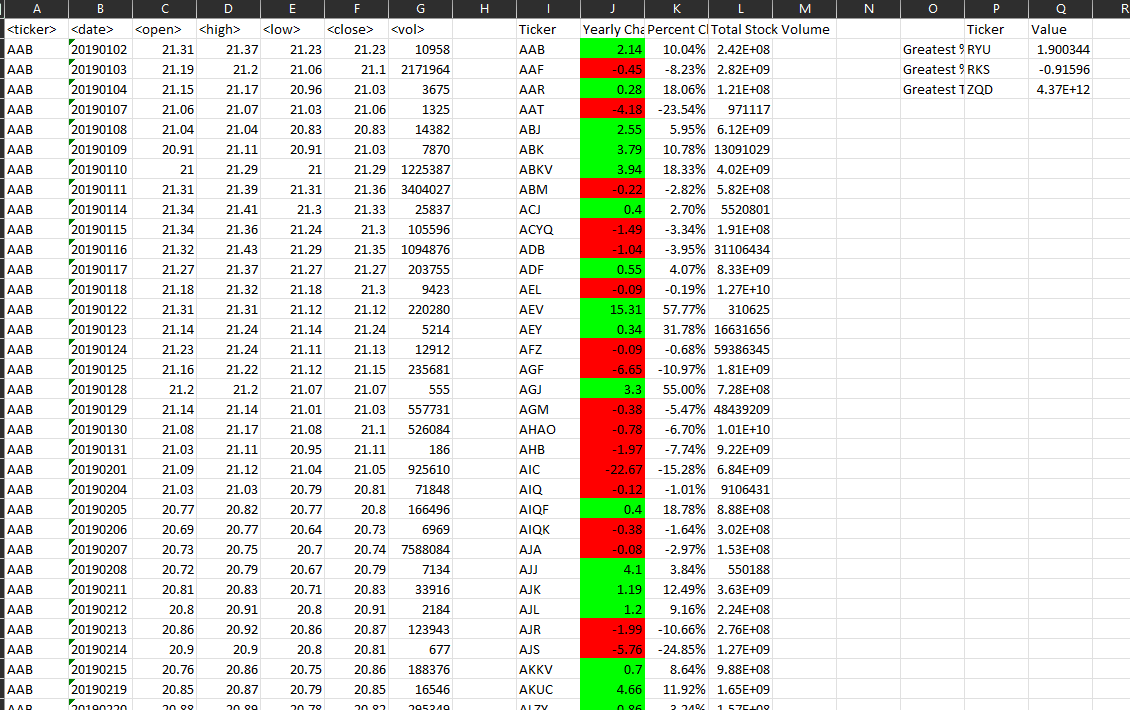 A B C D E F G H I J K L M N O P Q R
<ticker> <date> <open> <high> <low> <close> <vol> Ticker Yearly Cha Percent C Total Stock Volume Ticker Value
AAB 20190102 21.31 21.37 21.23 21.23 10958 AAB 2.14 10.04% 2.42E+08 Greatest % RYU 1.900344
AAB 20190103 21.19 21.2 21.06 21.1 2171964 AAF -0.45 -8.23% 2.82E+09 Greatest % RKS -0.91596
AAB 20190104 21.15 21.17 20.96 21.03 3675 AAR 0.28 18.06% 1.21E+08 Greatest T ZQD 4.37E+12
AAB 20190107 21.06 21.07 21.03 21.06 1325 AAT -4.18 -23.54% 971117
AAB 20190108 21.04 21.04 20.83 20.83 14382 ABJ 2.55 5.95% 6.12E+09
AAB 20190109 20.91 21.11 20.91 21.03 7870 ABK 3.79 10.78% 13091029
AAB 20190110 21 21.29 21 21.29 1225387 ABKV 3.94 18.33% 4.02E+09
AAB 20190111 21.31 21.39 21.31 21.36 3404027 ABM -0.22 -2.82% 5.82E+08
AAB 20190114 21.34 21.41 21.3 21.33 25837 ACJ 0.4 2.70% 5520801
AAB 20190115 21.34 21.36 21.24 21.3 105596 ACYQ -1.49 -3.34% 1.91E+08
AAB 20190116 21.32 21.43 21.29 21.35 1094876 ADB -1.04 -3.95% 31106434
AAB 20190117 21.27 21.37 21.27 21.27 203755 ADF 0.55 4.07% 8.33E+09
AAB 20190118 21.18 21.32 21.18 21.3 9423 AEL -0.09 -0.19% 1.27E+10
AAB 20190122 21.31 21.31 21.12 21.12 220280 AEV 15.31 57.77% 310625
AAB 20190123 21.14 21.24 21.14 21.24 5214 AEY 0.34 31.78% 16631656
AAB 20190124 21.23 21.24 21.11 21.13 12912 AFZ -0.09 -0.68% 59386345
AAB 20190125 21.16 21.22 21.12 21.15 235681 AGF -6.65 -10.97% 1.81E+09
AAB 20190128 21.2 21.2 21.07 21.07 555 AGJ 3.3 55.00% 7.28E+08
AAB 20190129 21.14 21.14 21.01 21.03 557731 AGM -0.38 -5.47% 48439209
AAB 20190130 21.08 21.17 21.08 21.1 526084 AHAO -0.78 -6.70% 1.01E+10
AAB 20190131 21.03 21.11 20.95 21.11 186 AHB -1.97 -7.74% 9.22E+09
AAB 20190201 21.09 21.12 21.04 21.05 925610 AIC -22.67 -15.28% 6.84E+09
AAB 20190204 21.03 21.03 20.79 20.81 71848 AIQ -0.12 -1.01% 9106431
AAB 20190205 20.77 20.82 20.77 20.8 166496 AIQF 0.4 18.78% 8.88E+08
AAB 20190206 20.69 20.77 20.64 20.73 6969 AIQK -0.38 -1.64% 3.02E+08
AAB 20190207 20.73 20.75 20.7 20.74 7588084 AJA -0.08 -2.97% 1.53E+08
AAB 20190208 20.72 20.79 20.67 20.79 7134 AJJ 4.1 3.84% 550188
AAB 20190211 20.81 20.83 20.71 20.83 33916 AJK 1.19 12.49% 3.63E+09
AAB 20190212 20.8 20.91 20.8 20.91 2184 AJL 1.2 9.16% 2.24E+08
AAB 20190213 20.86 20.92 20.86 20.87 123943 AJR -1.99 -10.66% 2.76E+08
AAB 20190214 20.9 20.9 20.8 20.81 677 AJS -5.76 -24.85% 1.27E+09
AAB 20190215 20.76 20.86 20.75 20.86 188376 AKKV 0.7 8.64% 9.88E+08
AAB 20190219 20.85 20.87 20.79 20.85 16546 AKUC 4.66 11.92% 1.65E+09
AAB 20190220 20.88 20.89 20.78 20.82 295349 ALZY 0.86 3.24% 1.57E+08